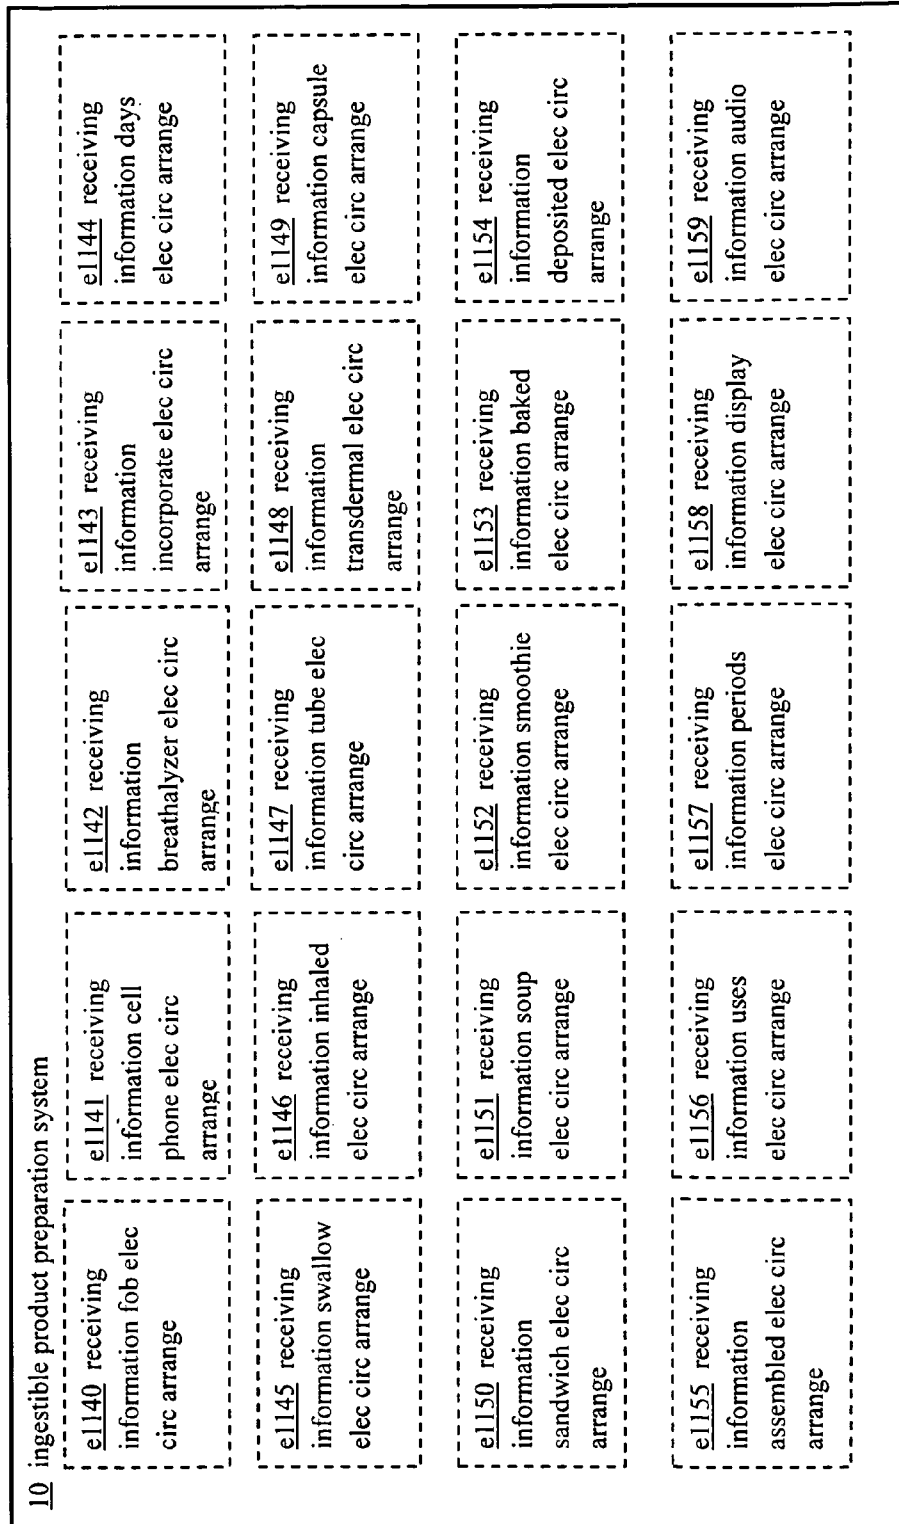 10 ingestible product preparation system
e1140 receiving
information fob elec
circ arrange
e1141 receiving
information cell
phone elec circ
arrange
e1142 receiving
information
breathalyzer elec circ
arrange
e1143 receiving
information
incorporate elec circ
arrange
e1144 receiving
information days
elec circ arrange
e1145 receiving
information swallow
elec circ arrange
e1146 receiving
information inhaled
elec circ arrange
e1147 receiving
information tube elec
circ arrange
e1148 receiving
information
transdermal elec circ
arrange
e1149 receiving
information capsule
elec circ arrange
e1150 receiving
information
sandwich elec circ
arrange
e1151 receiving
information soup
elec circ arrange
e1152 receiving
information smoothie
elec circ arrange
e1153 receiving
information baked
elec circ arrange
e1154 receiving
information
deposited elec circ
arrange
e1155 receiving
information
assembled elec circ
arrange
e1156 receiving
information uses
elec circ arrange
e1157 receiving
information periods
elec circ arrange
e1158 receiving
information display
elec circ arrange
e1159 receiving
information audio
elec circ arrange